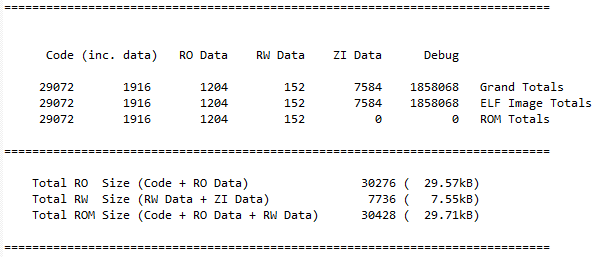 ==============================================================================
Code (inc. data)   RO Data    RW Data    ZI Data      Debug
29072       1916       1204        152       7584    1858068   Grand Totals
29072       1916       1204        152       7584    1858068   ELF Image Totals
29072       1916       1204        152          0          0   ROM Totals
==============================================================================
Total RO  Size (Code + RO Data)                30276 (  29.57kB)
Total RW  Size (RW Data + ZI Data)              7736 (   7.55kB)
Total ROM Size (Code + RO Data + RW Data)      30428 (  29.71kB)
==============================================================================